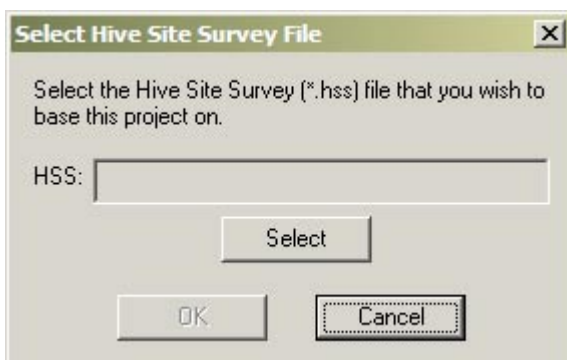 Select Hive Site Survey File
Select the Hive Site Survey (*.hss) file that you wish to
base this project on.
HSS:
Select
OK
Cancel